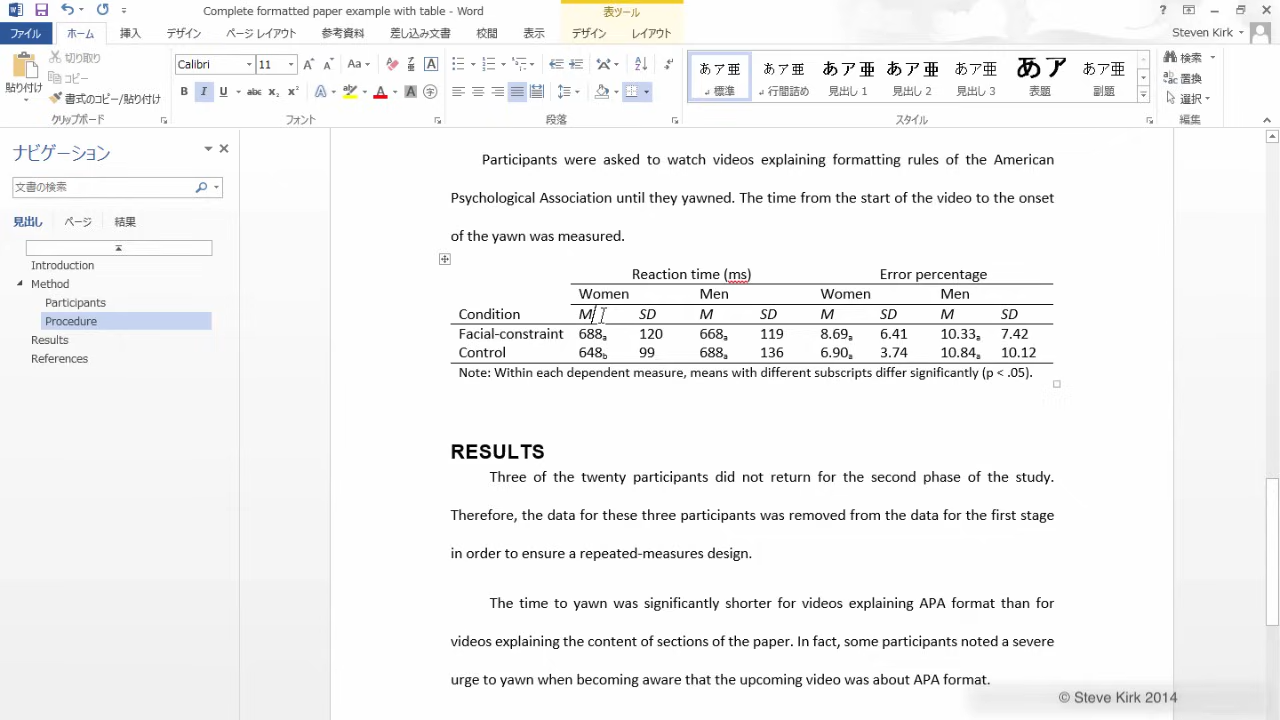 Complete formatted paper example with table - Word
表ツール
Steven Kirk
ファイル ホーム 挿入 デザイン ページ レイアウト 参考資料 差し込み文書 校閲 表示 デザイン レイアウト
貼り付け
切り取り
コピー
書式のコピー/貼り付け
クリップボード
Calibri 11
フォント
段落
あア亜 標準
あア亜 行間詰め
あア亜 見出し 1
あア亜 見出し 2
あア亜 見出し 3
あア 表題
あア亜 副題
スタイル
検索
置換
選択
編集
ナビゲーション
文書の検索
見出し ページ 結果
Introduction
Method
Participants
Procedure
Results
References
Participants were asked to watch videos explaining formatting rules of the American
Psychological Association until they yawned. The time from the start of the video to the onset
of the yawn was measured.
Reaction time (ms) Error percentage
Women Men Women Men
Condition M SD M SD M SD M SD
Facial-constraint 688a 120 668a 119 8.69a 6.41 10.33a 7.42
Control 648b 99 688a 136 6.90a 3.74 10.84a 10.12
Note: Within each dependent measure, means with different subscripts differ significantly (p < .05).
RESULTS
Three of the twenty participants did not return for the second phase of the study.
Therefore, the data for these three participants was removed from the data for the first stage
in order to ensure a repeated-measures design.
The time to yawn was significantly shorter for videos explaining APA format than for
videos explaining the content of sections of the paper. In fact, some participants noted a severe
urge to yawn when becoming aware that the upcoming video was about APA format.
© Steve Kirk 2014